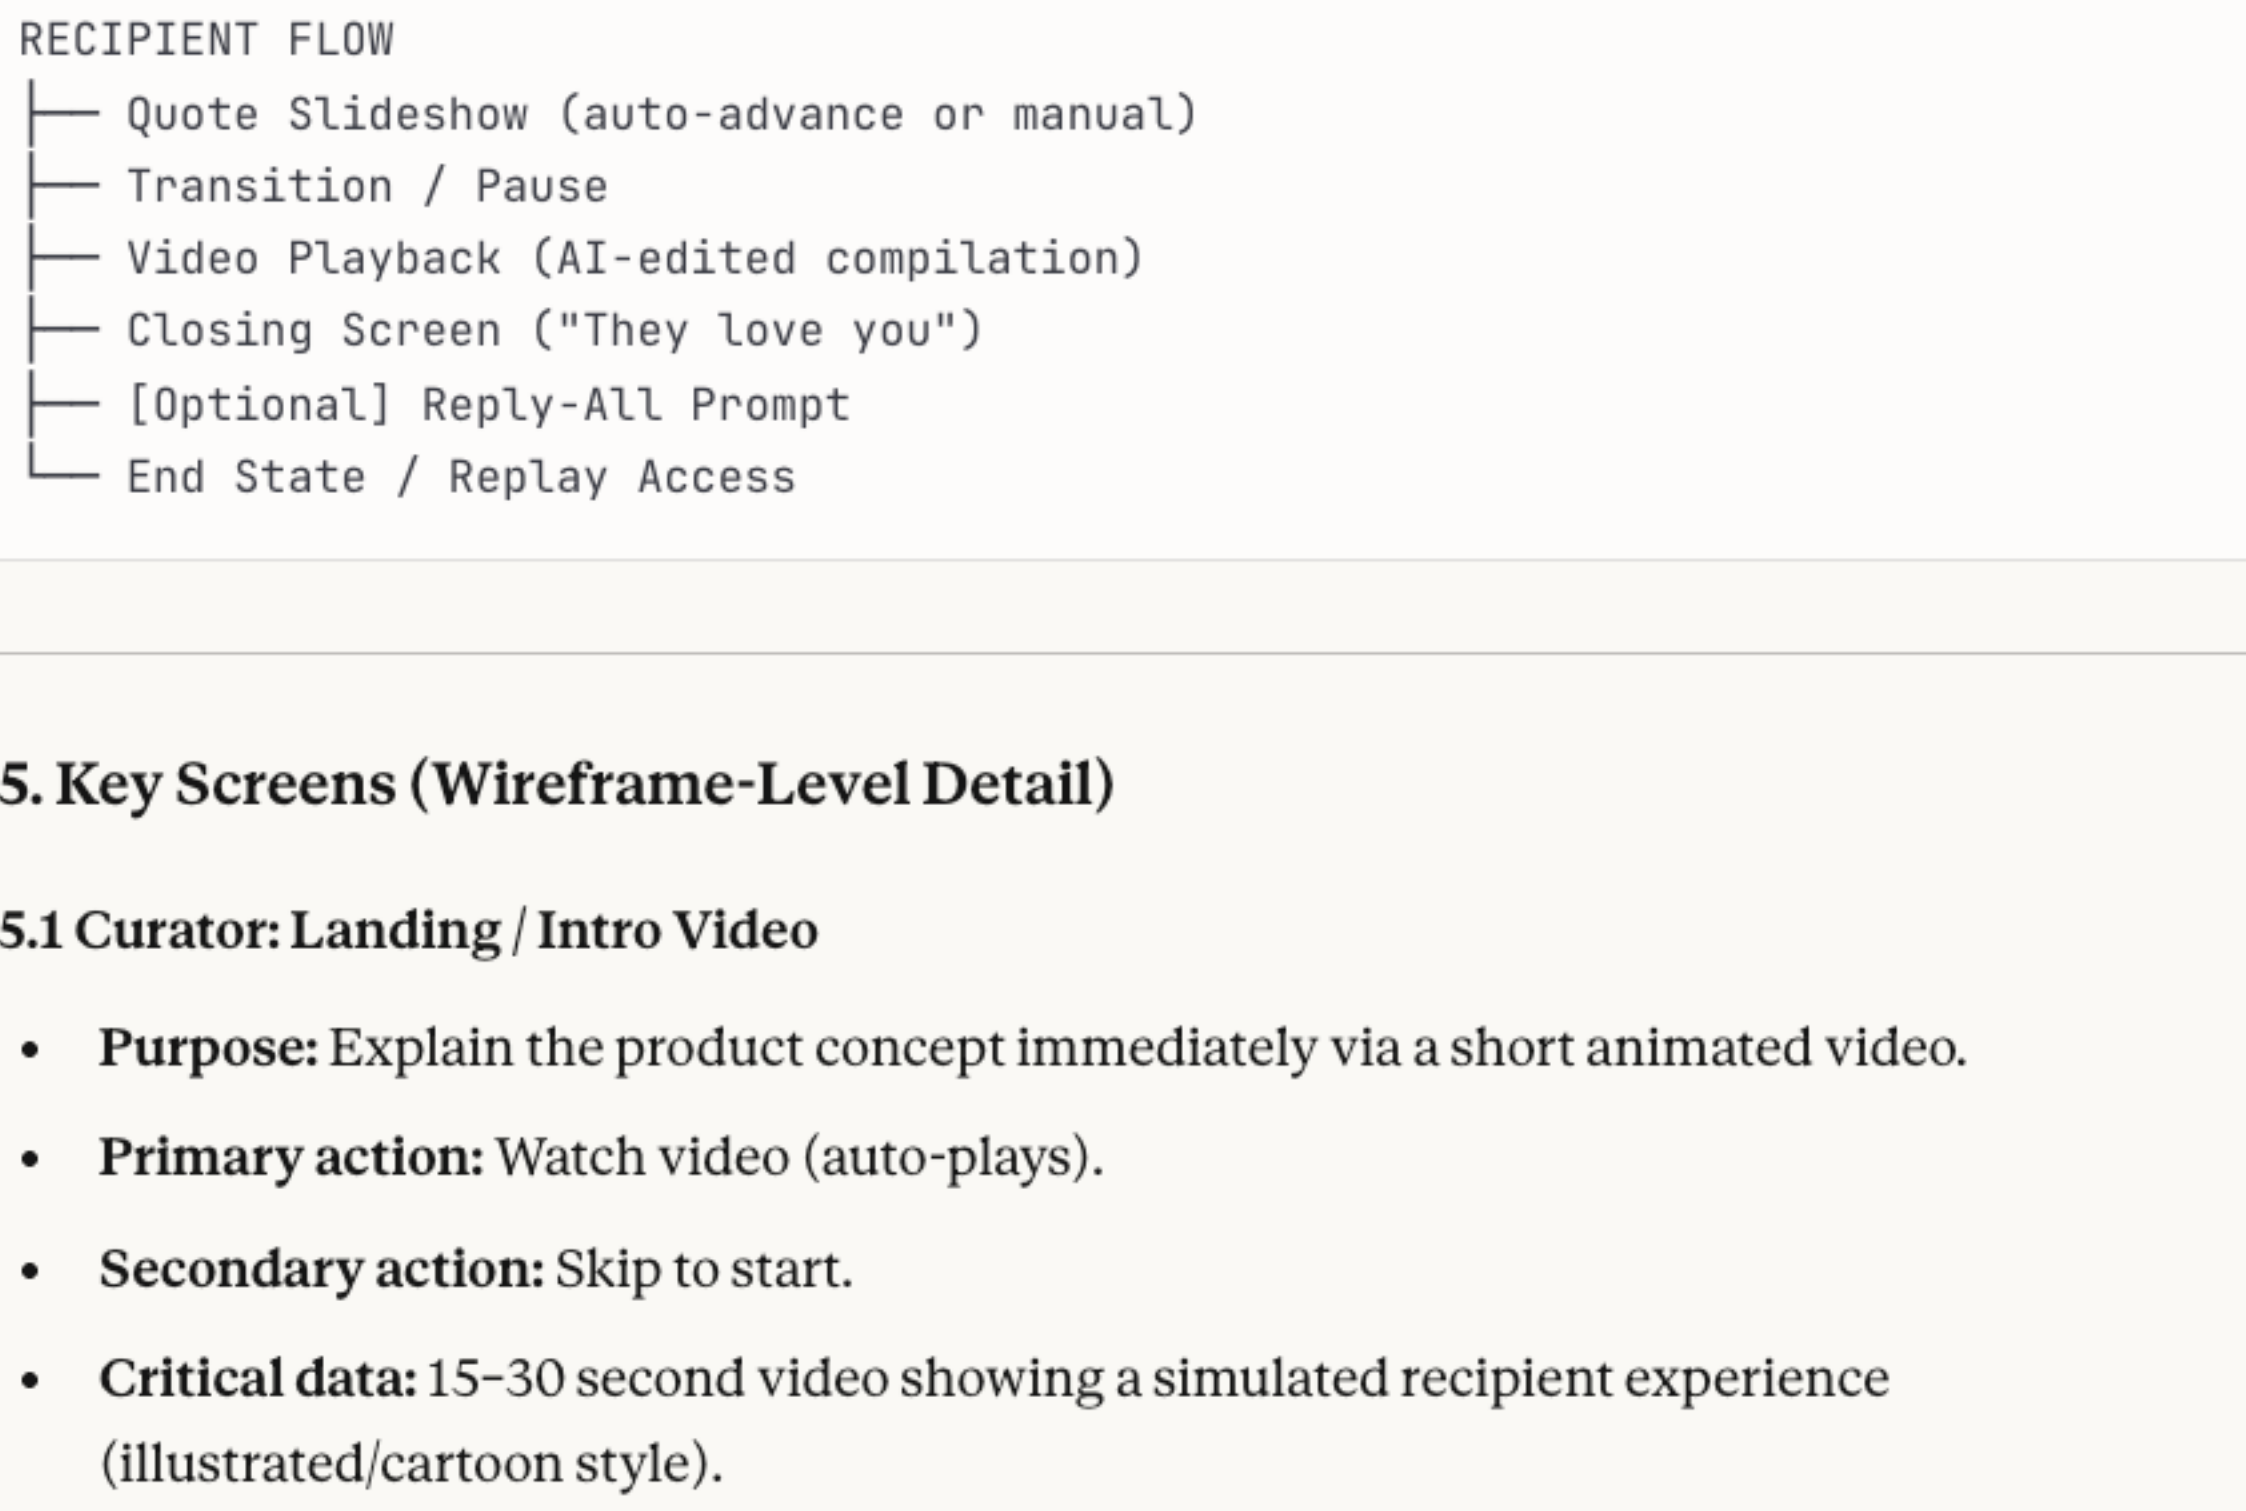 RECIPIENT FLOW
├── Quote Slideshow (auto-advance or manual)
├── Transition / Pause
├── Video Playback (AI-edited compilation)
├── Closing Screen ("They love you")
├── [Optional] Reply-All Prompt
└── End State / Replay Access
5. Key Screens (Wireframe-Level Detail)
5.1 Curator: Landing / Intro Video
• Purpose: Explain the product concept immediately via a short animated video.
• Primary action: Watch video (auto-plays).
• Secondary action: Skip to start.
• Critical data: 15–30 second video showing a simulated recipient experience
(illustrated/cartoon style).